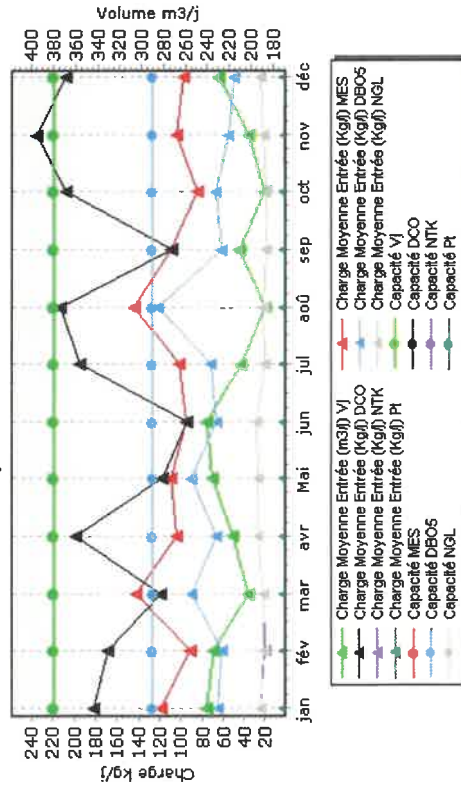 Volume m3/j
400
380
360
340
320
300
280
260
240
220
200
180
jan
fév
mar
avr
Mai
jun
jul
aoû
sep
oct
nov
déc
240
220
200
180
160
140
120
100
80
60
40
20
Charge kg/j
Charge Moyenne Entrée (m3/j) VJ
Charge Moyenne Entrée (Kg/j) DCO
Charge Moyenne Entrée (Kg/j) NTK
Charge Moyenne Entrée (Kg/j) Pt
Capacité MES
Capacité DBO5
Capacité NGL
Charge Moyenne Entrée (Kg/j) MES
Charge Moyenne Entrée (Kg/j) DBO5
Charge Moyenne Entrée (Kg/j) NGL
Capacité VJ
Capacité DCO
Capacité NTK
Capacité Pt